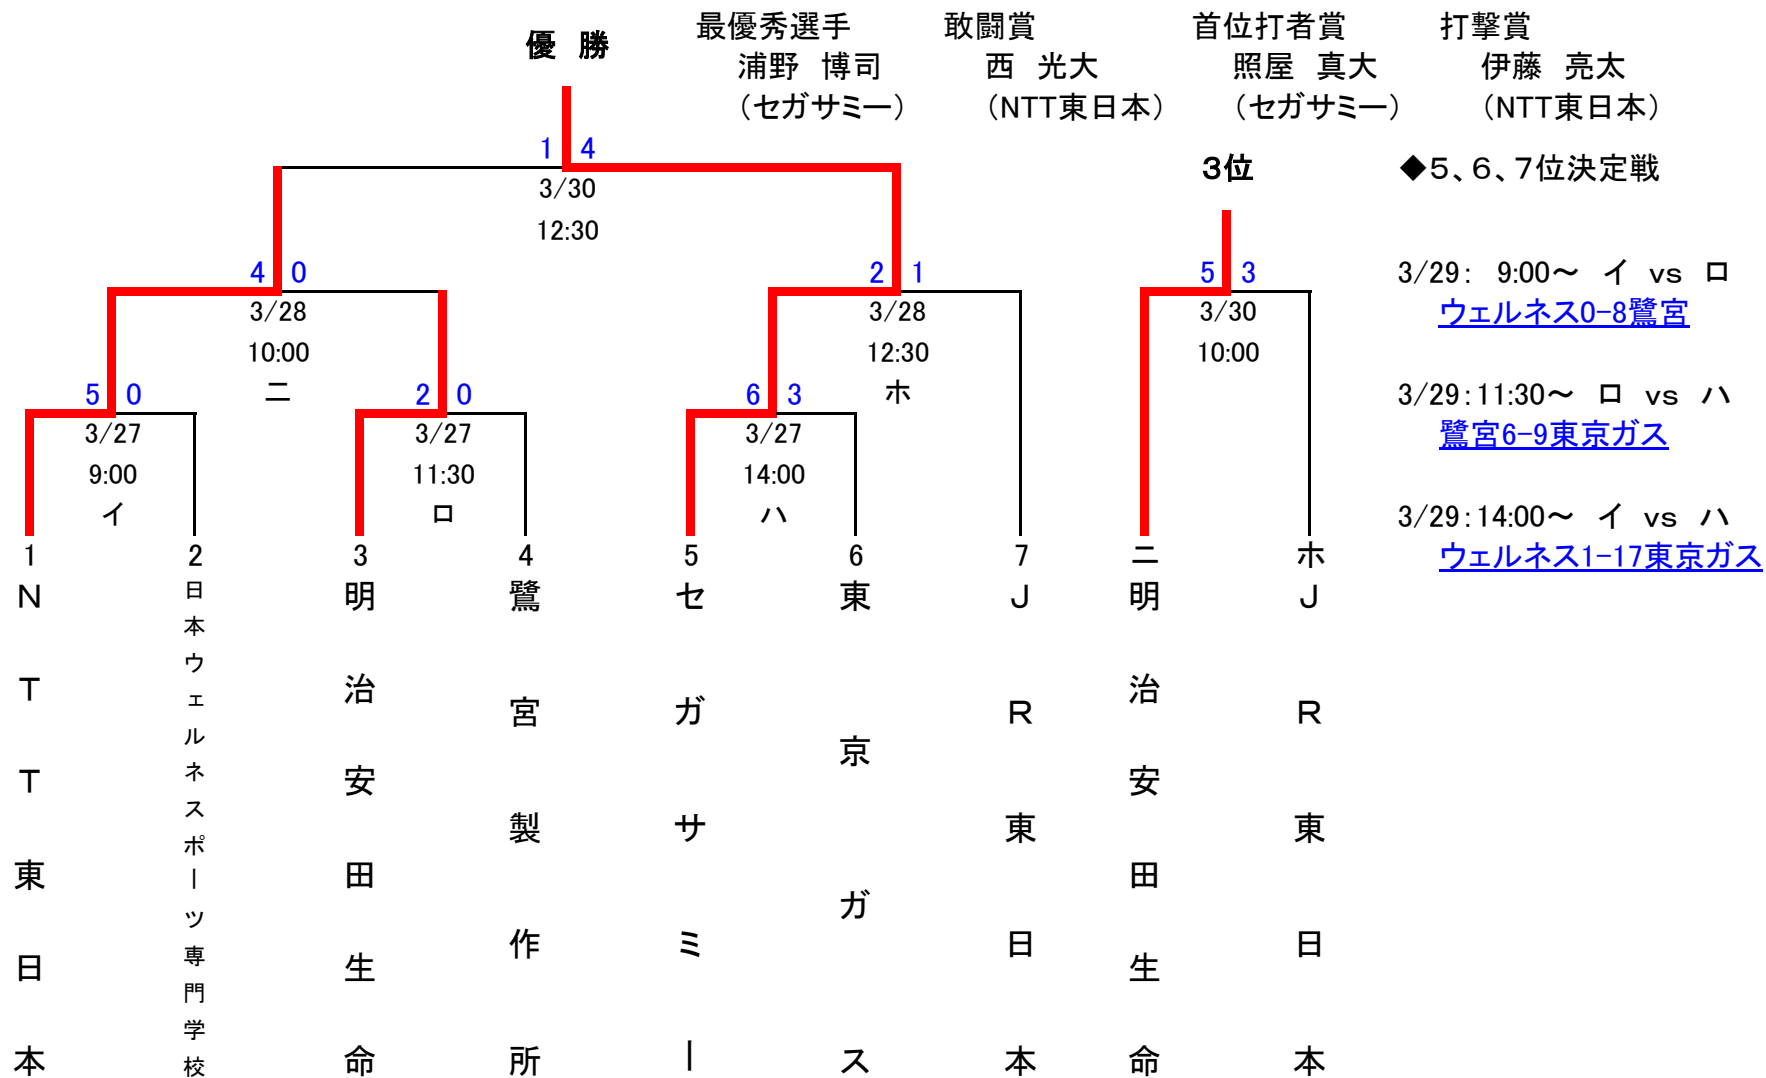 優　勝
最優秀選手
浦野　博司
（セガサミー）
敢闘賞
西　光大
（NTT東日本）
首位打者賞
照屋　真大
（セガサミー）
打撃賞
伊藤　亮太
（NTT東日本）
1 4
3/30
12:30
4 0
3/28
10:00
ニ
2 1
3/28
12:30
ホ
5 0
3/27
9:00
イ
2 0
3/27
11:30
ロ
6 3
3/27
14:00
ハ
3位
5 3
3/30
10:00
◆5、6、7位決定戦
3/29： 9:00～ イ vs ロ
ウェルネス0-8鷺宮
3/29：11:30～ ロ vs ハ
鷺宮6-9東京ガス
3/29：14:00～ イ vs ハ
ウェルネス1-17東京ガス
1
NTT東日本
2
日本ウェルネススポーツ専門学校
3
明治安田生命
4
鷺宮製作所
5
セガサミー
6
東京ガス
7
JR東日本
ニ
明治安田生命
ホ
JR東日本